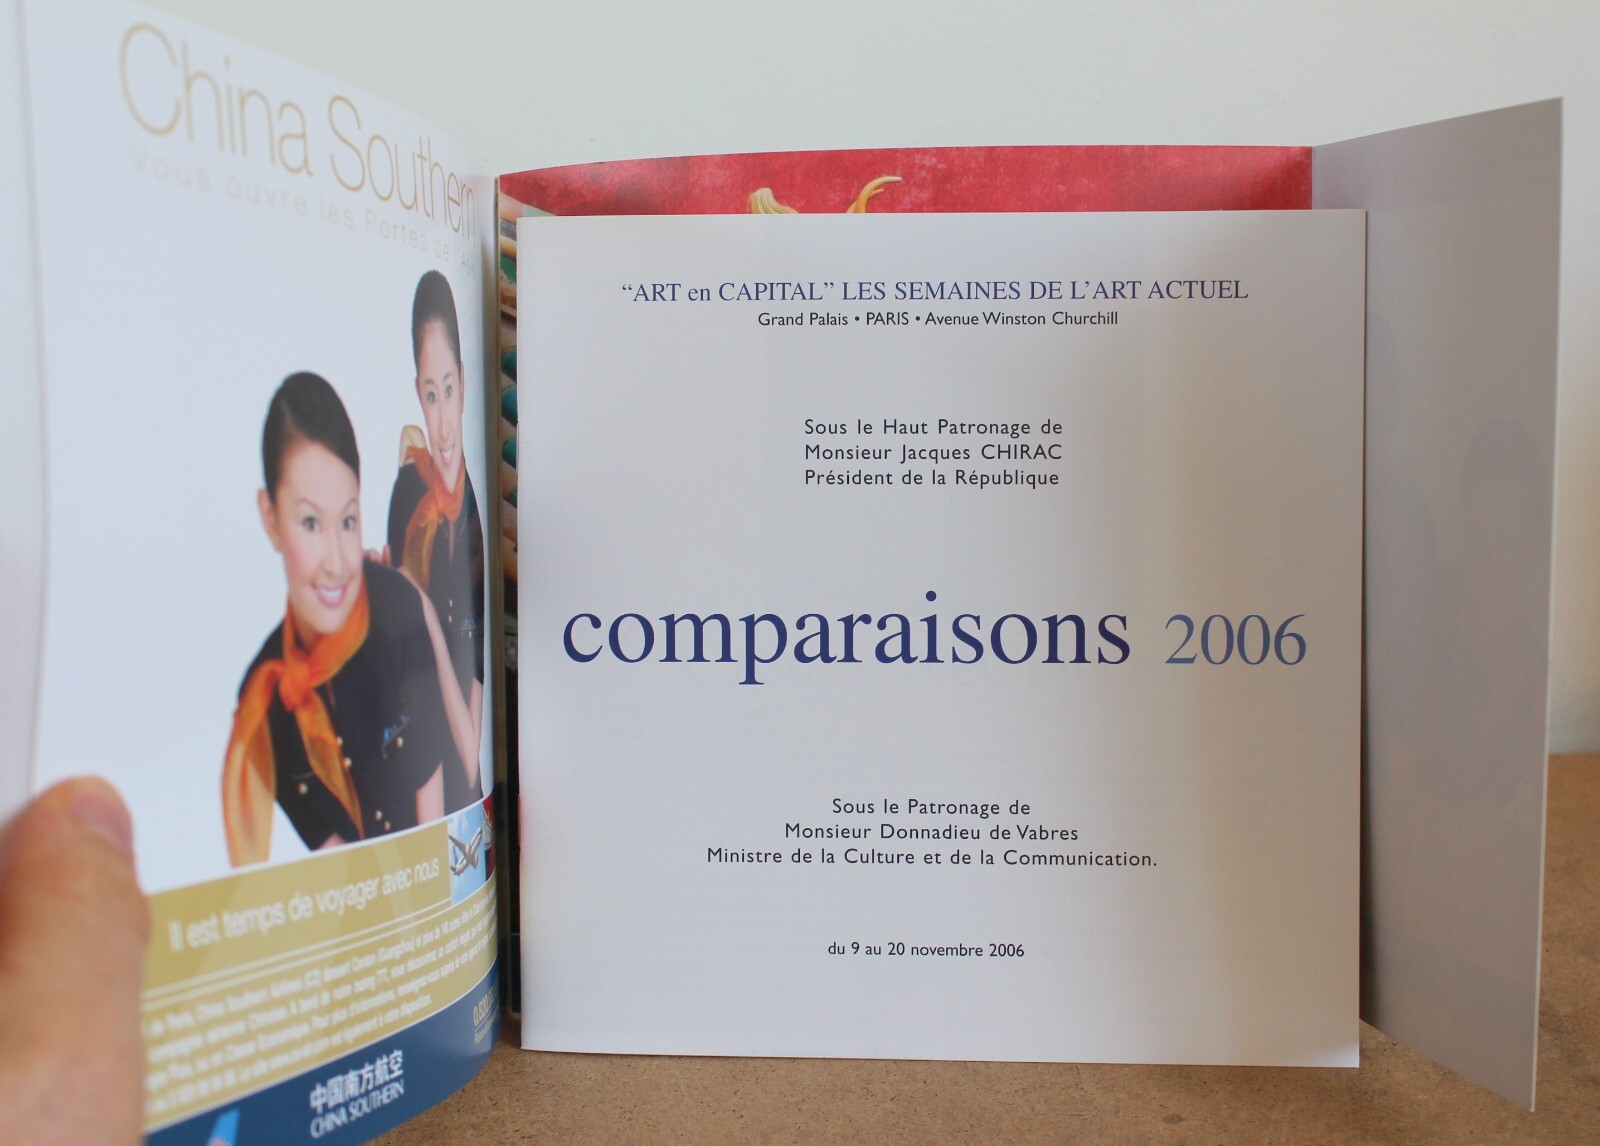 China Southern
Vous ouvre les Portes de l'Asie
Il est temps de voyager avec nous
中国南方航空
CHINA SOUTHERN
“ART en CAPITAL” LES SEMAINES DE L’ART ACTUEL
Grand Palais • PARIS • Avenue Winston Churchill
Sous le Haut Patronage de
Monsieur Jacques CHIRAC
Président de la République
comparaisons 2006
Sous le Patronage de
Monsieur Donnadieu de Vabres
Ministre de la Culture et de la Communication.
du 9 au 20 novembre 2006